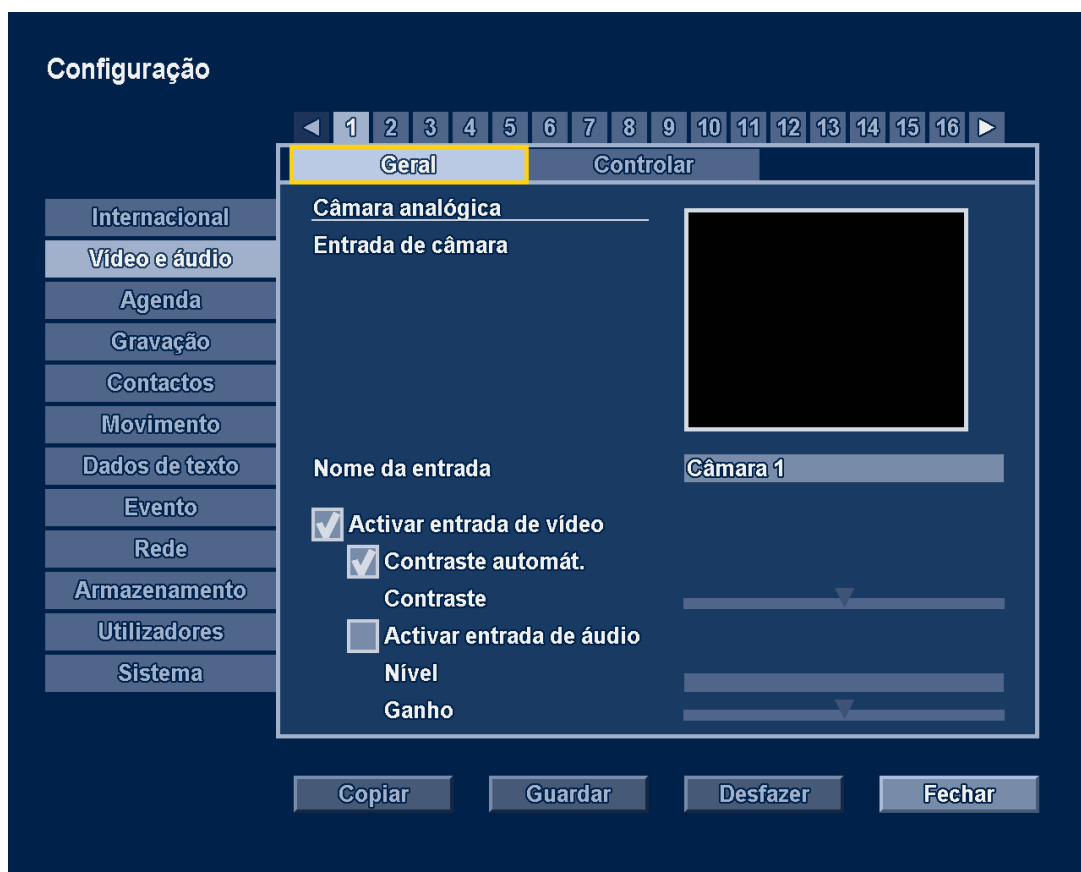 Configuração
1 2 3 4 5 6 7 8 9 10 11 12 13 14 15 16
Geral Controlar
Internacional
Vídeo e áudio
Agenda
Gravação
Contactos
Movimento
Dados de texto
Evento
Rede
Armazenamento
Utilizadores
Sistema
Câmara analógica
Entrada de câmara
Nome da entrada Câmara 1
Activar entrada de vídeo
Contraste automát.
Contraste
Activar entrada de áudio
Nível
Ganho
Copiar Guardar Desfazer Fechar